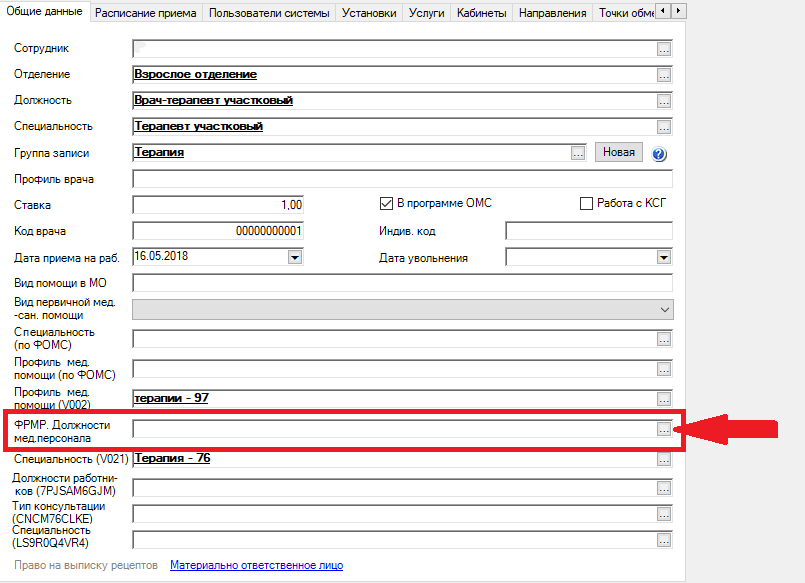 Общие данные Расписание приема Пользователи системы Установки Услуги Кабинеты Направления Точки обме
Сотрудник ...
Отделение Взрослое отделение ...
Должность Врач-терапевт участковый ...
Специальность Терапевт участковый ...
Группа записи Терапия ... Новая ?
Профиль врача
Ставка 1,00 В программе ОМС Работа с КСГ
Код врача 00000000001 Индив. код
Дата приема на раб. 16.05.2018 Дата увольнения
Вид помощи в МО
Вид первичной мед.
-сан. помощи
Специальность
(по ФОМС) ...
Профиль мед.
помощи (по ФОМС) ...
Профиль мед.
помощи (V002) терапии - 97 ...
ФРМР. Должности
мед.персонала ...
Специальность (V021) Терапия - 76 ...
Должности работни-
ков (7PJSAM6GJM) ...
Тип консультации
(CNCM76CLKE) ...
Специальность
(LS9R0Q4VR4) ...
Право на выписку рецептов Материально ответственное лицо